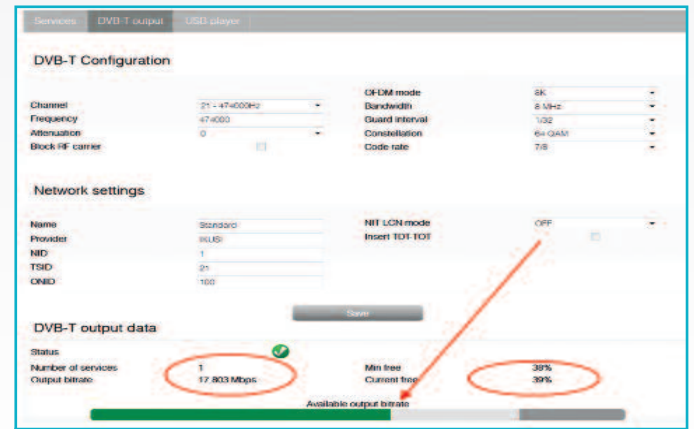 Services DVB-T output USB player
DVB-T Configuration
OFDM mode 8K
Channel 21 - 474000Hz Bandwidth 8 MHz
Frequency 474000 Guard interval 1/32
Attenuation 0 Constellation 64 QAM
Block RF carrier Code rate 7/8
Network settings
Name Standard NIT LCN mode OFF
Provider IKUSI Insert TDT-TOT
NID 1
TSID 21
ONID 100
Save
DVB-T output data
Status
Number of services 1 Min free 38%
Output bitrate 17.803 Mbps Current free 39%
Available output bitrate